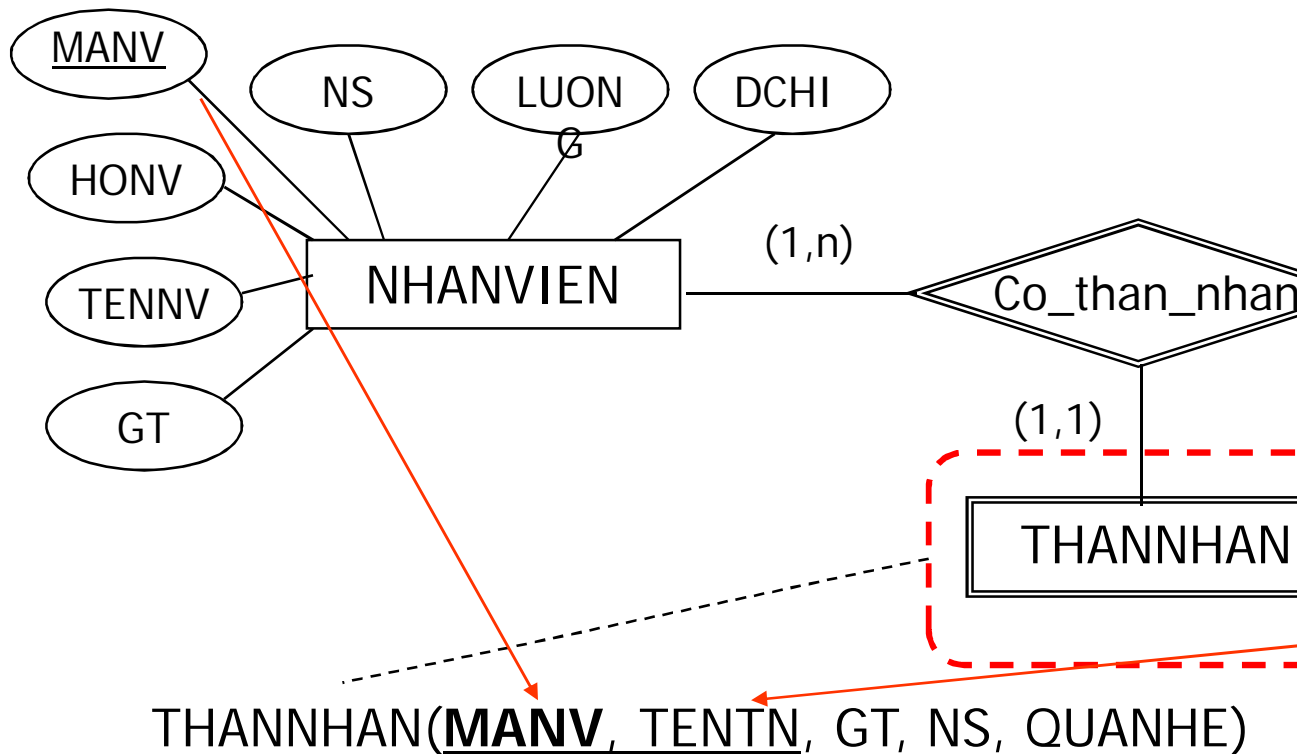 MANV
NS
LUON
G
DCHI
HONV
TENNV
GT
NHANVIEN
(1,n)
Co_than_nhan
(1,1)
THANNHAN
THANNHAN(MANV, TENTN, GT, NS, QUANHE)